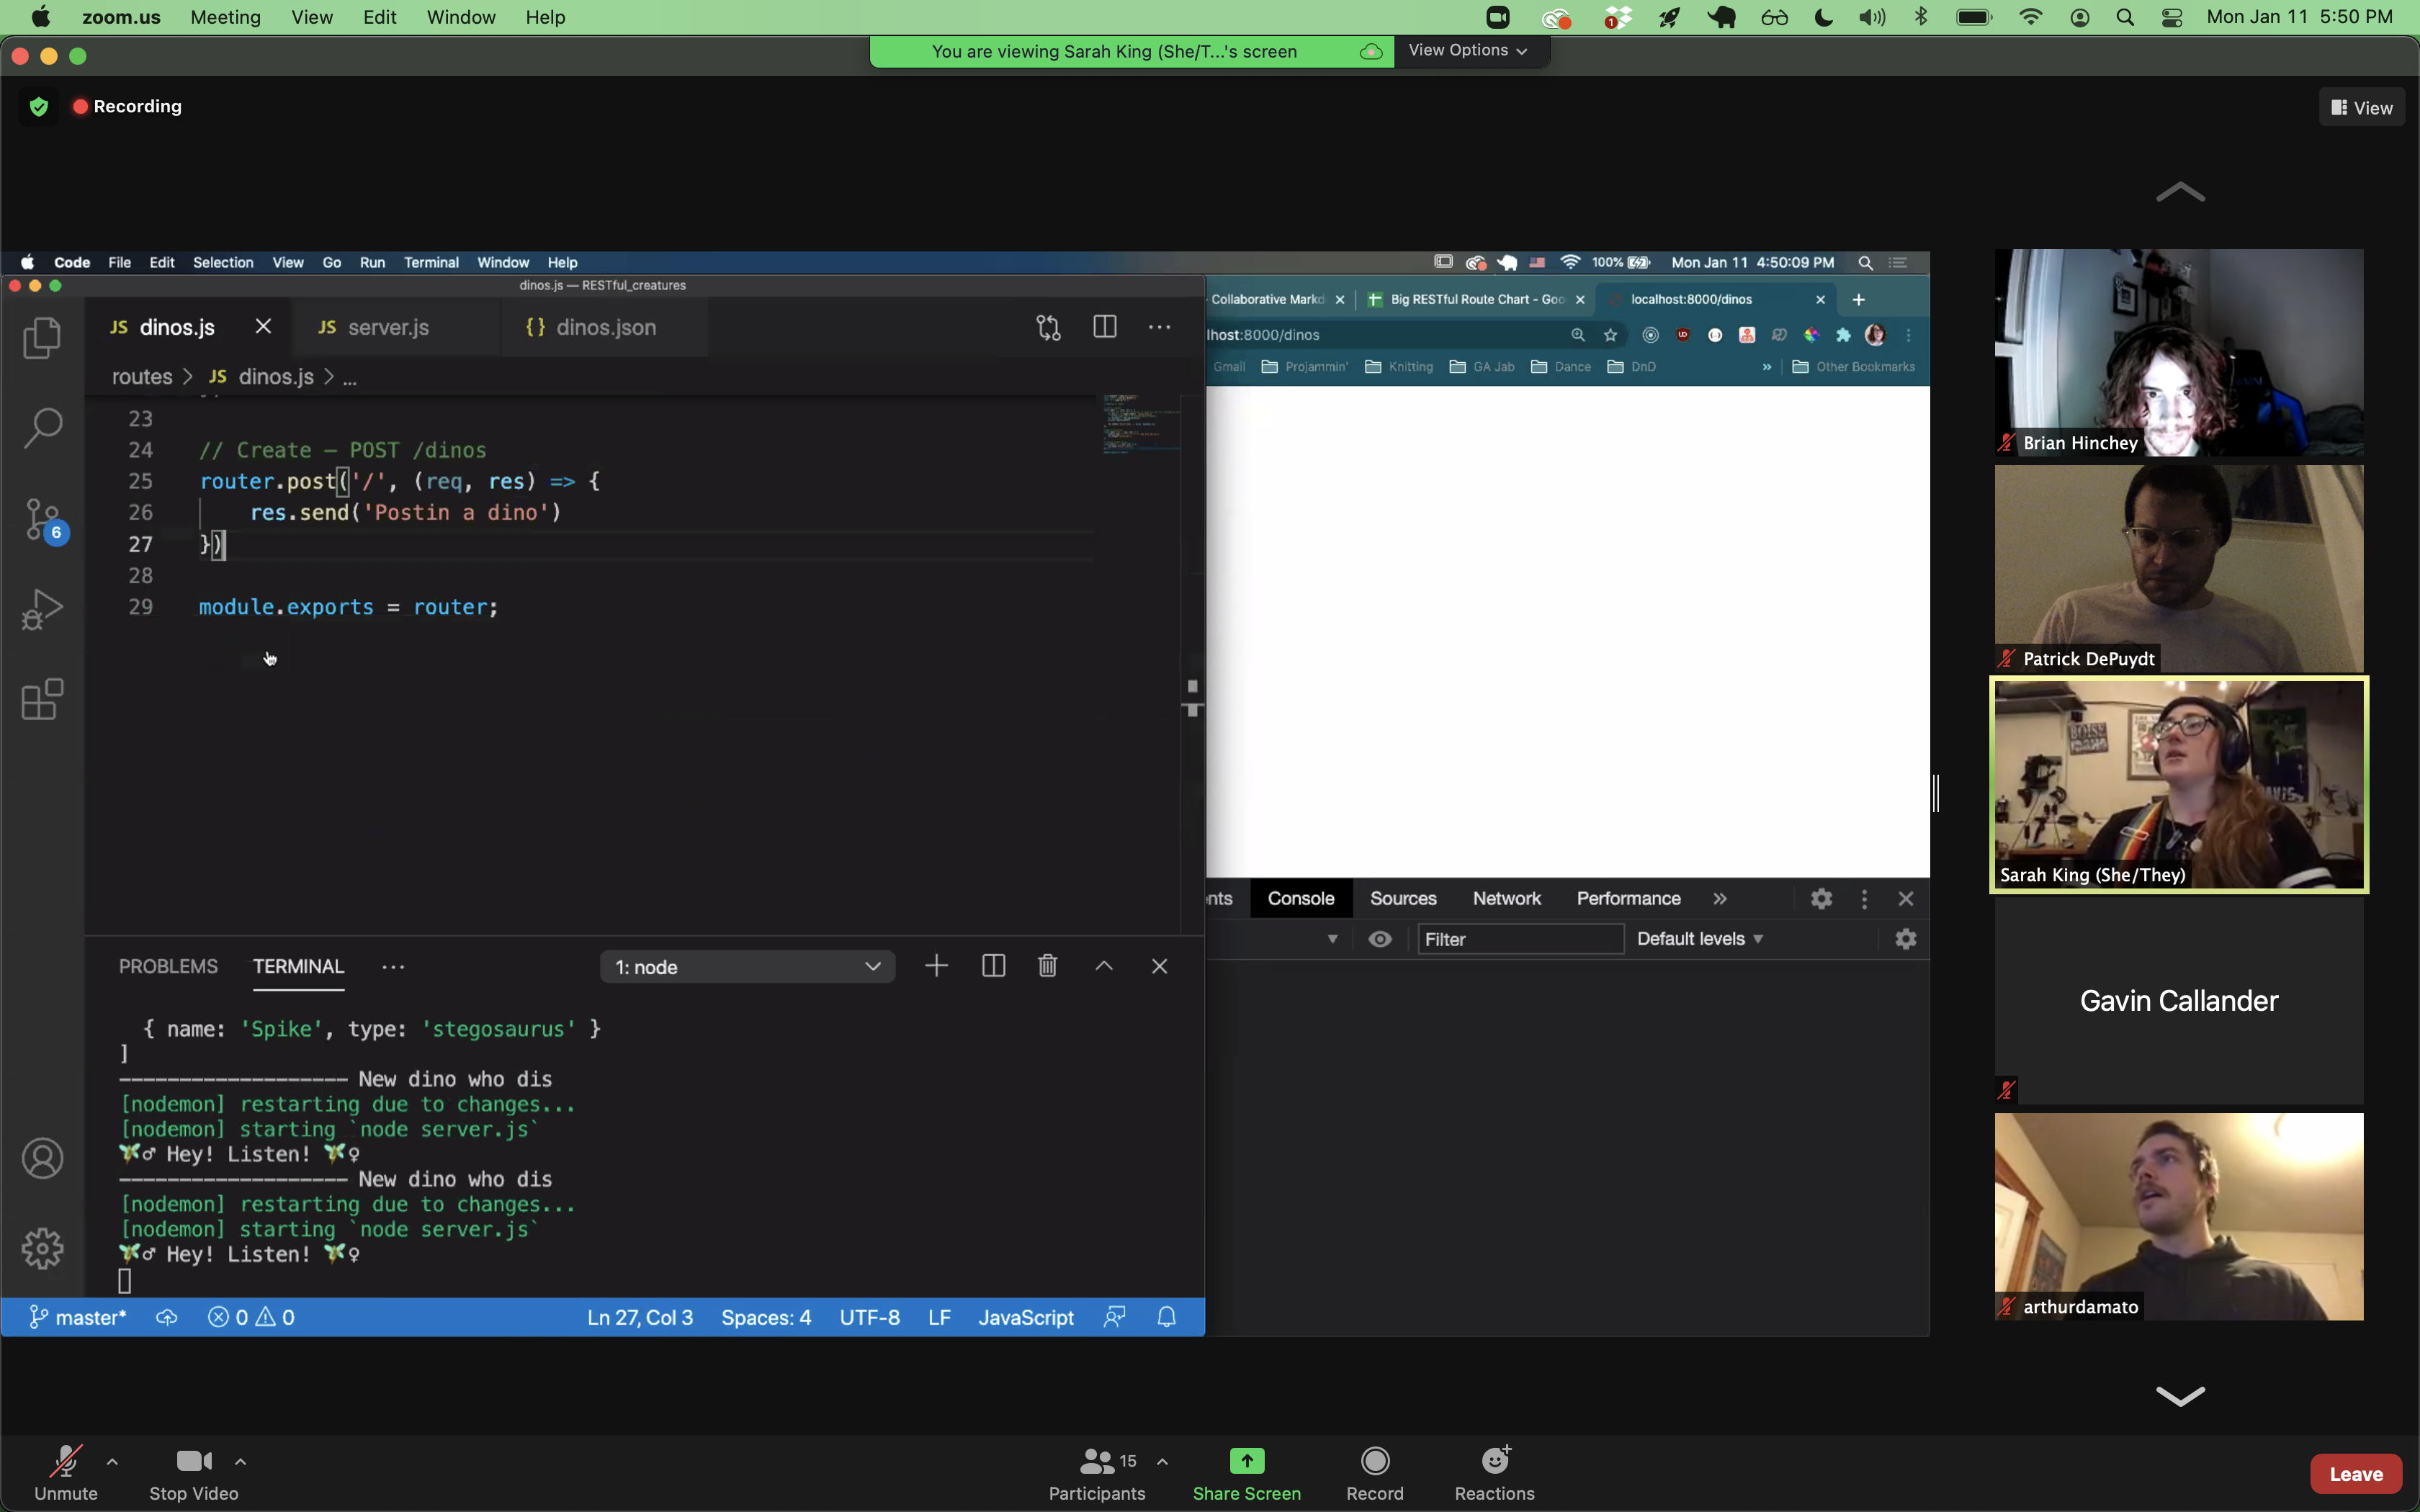 zoom.us Meeting View Edit Window Help
1
Mon Jan 11 5:50 PM
You are viewing Sarah King (She/T...'s screen
View Options
Recording
View
Code File Edit Selection View Go Run Terminal Window Help
100%
Mon Jan 11 4:50:09 PM
dinos.js — RESTful_creatures
JS dinos.js
JS server.js
{} dinos.json
routes > JS dinos.js > ...
23
24 // Create — POST /dinos
25 router.post('/', (req, res) => {
26 res.send('Postin a dino')
27 })
28
29 module.exports = router;
6
PROBLEMS
TERMINAL
...
1: node
{ name: 'Spike', type: 'stegosaurus' }
]
------------------- New dino who dis
[nodemon] restarting due to changes...
[nodemon] starting `node server.js`
🧚♂ Hey! Listen! 🧚♀
------------------- New dino who dis
[nodemon] restarting due to changes...
[nodemon] starting `node server.js`
🧚♂ Hey! Listen! 🧚♀
master*
0
0
Ln 27, Col 3
Spaces: 4
UTF-8
LF
JavaScript
Collaborative Markd
Big RESTful Route Chart - Goo
localhost:8000/dinos
lhost:8000/dinos
Gmail
Projammin'
Knitting
GA Jab
Dance
DnD
»
Other Bookmarks
nts
Console
Sources
Network
Performance
»
Filter
Default levels
Brian Hinchey
Patrick DePuydt
BOISE
IDAHO
Sarah King (She/They)
Gavin Callander
arthurdamato
Unmute
Stop Video
15
Participants
Share Screen
Record
Reactions
Leave